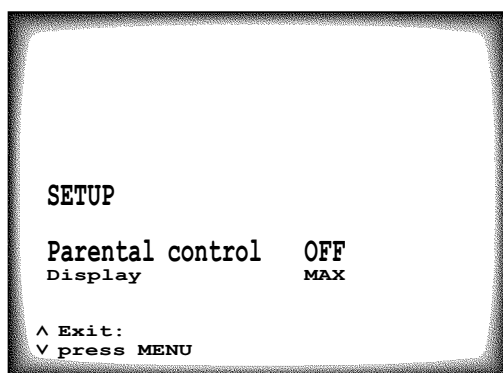 SETUP
Parental control OFF
Display MAX
∧ Exit:
∨ press MENU